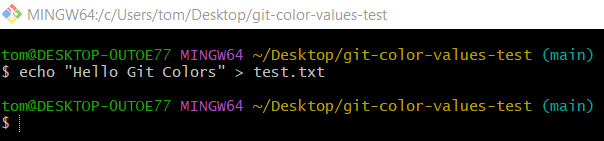 MINGW64:/c/Users/tom/Desktop/git-color-values-test
tom@DESKTOP-OUTOE77 MINGW64 ~/Desktop/git-color-values-test (main)
$ echo "Hello Git Colors" > test.txt
tom@DESKTOP-OUTOE77 MINGW64 ~/Desktop/git-color-values-test (main)
$